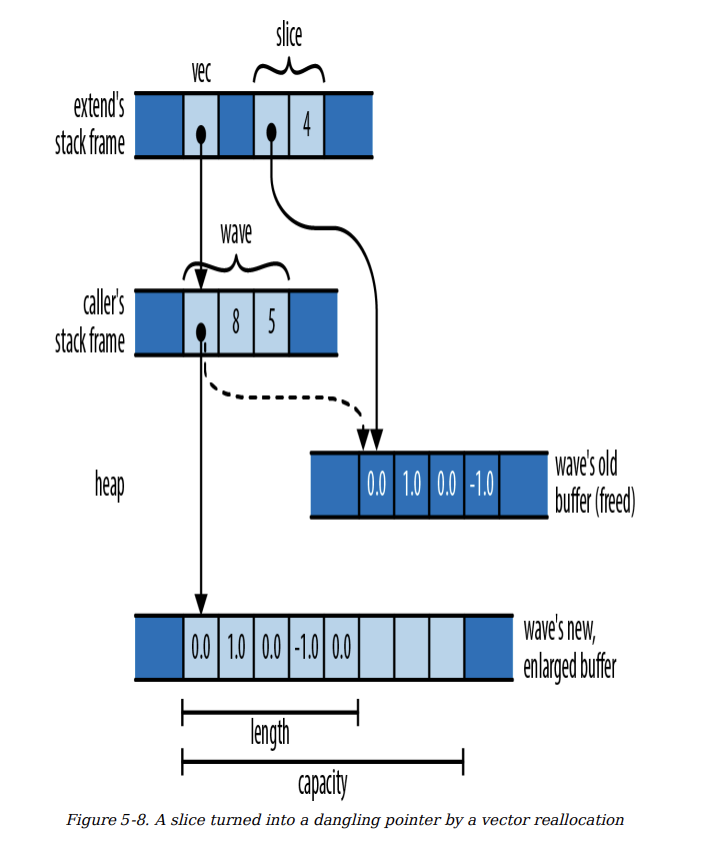 slice
vec
extend's
stack frame
4
wave
caller's
stack frame
8 5
heap
0.0 1.0 0.0 -1.0
wave's old
buffer (freed)
0.0 1.0 0.0 -1.0 0.0
wave's new,
enlarged buffer
length
capacity
Figure 5-8. A slice turned into a dangling pointer by a vector reallocation